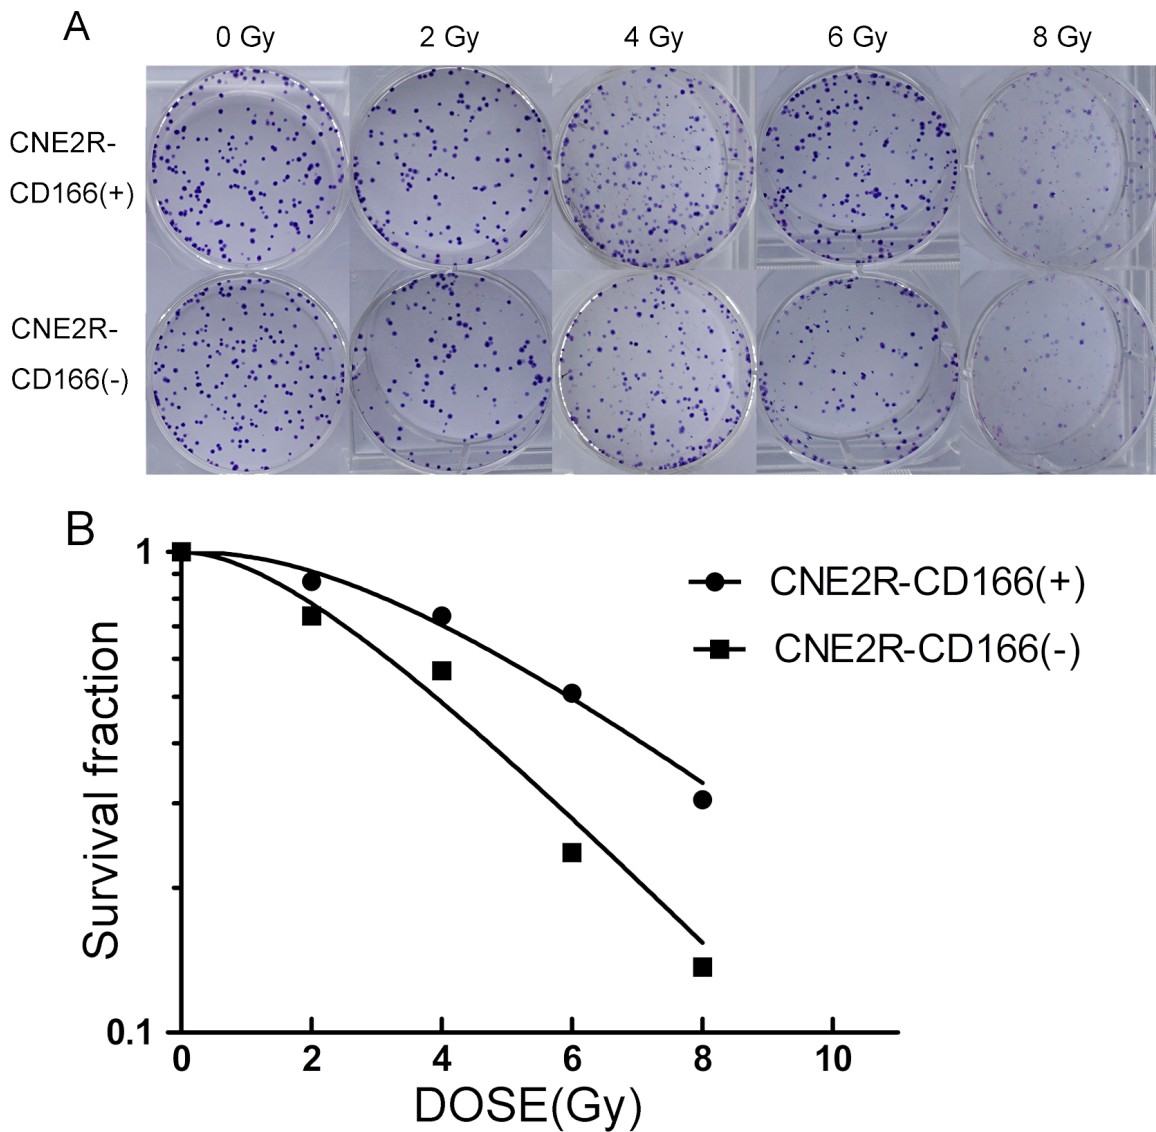 A
0 Gy 2 Gy 4 Gy 6 Gy 8 Gy
CNE2R-
CD166(+)
CNE2R-
CD166(-)
B
1
CNE2R-CD166(+)
CNE2R-CD166(-)
Survival fraction
0.1
0 2 4 6 8 10
DOSE(Gy)